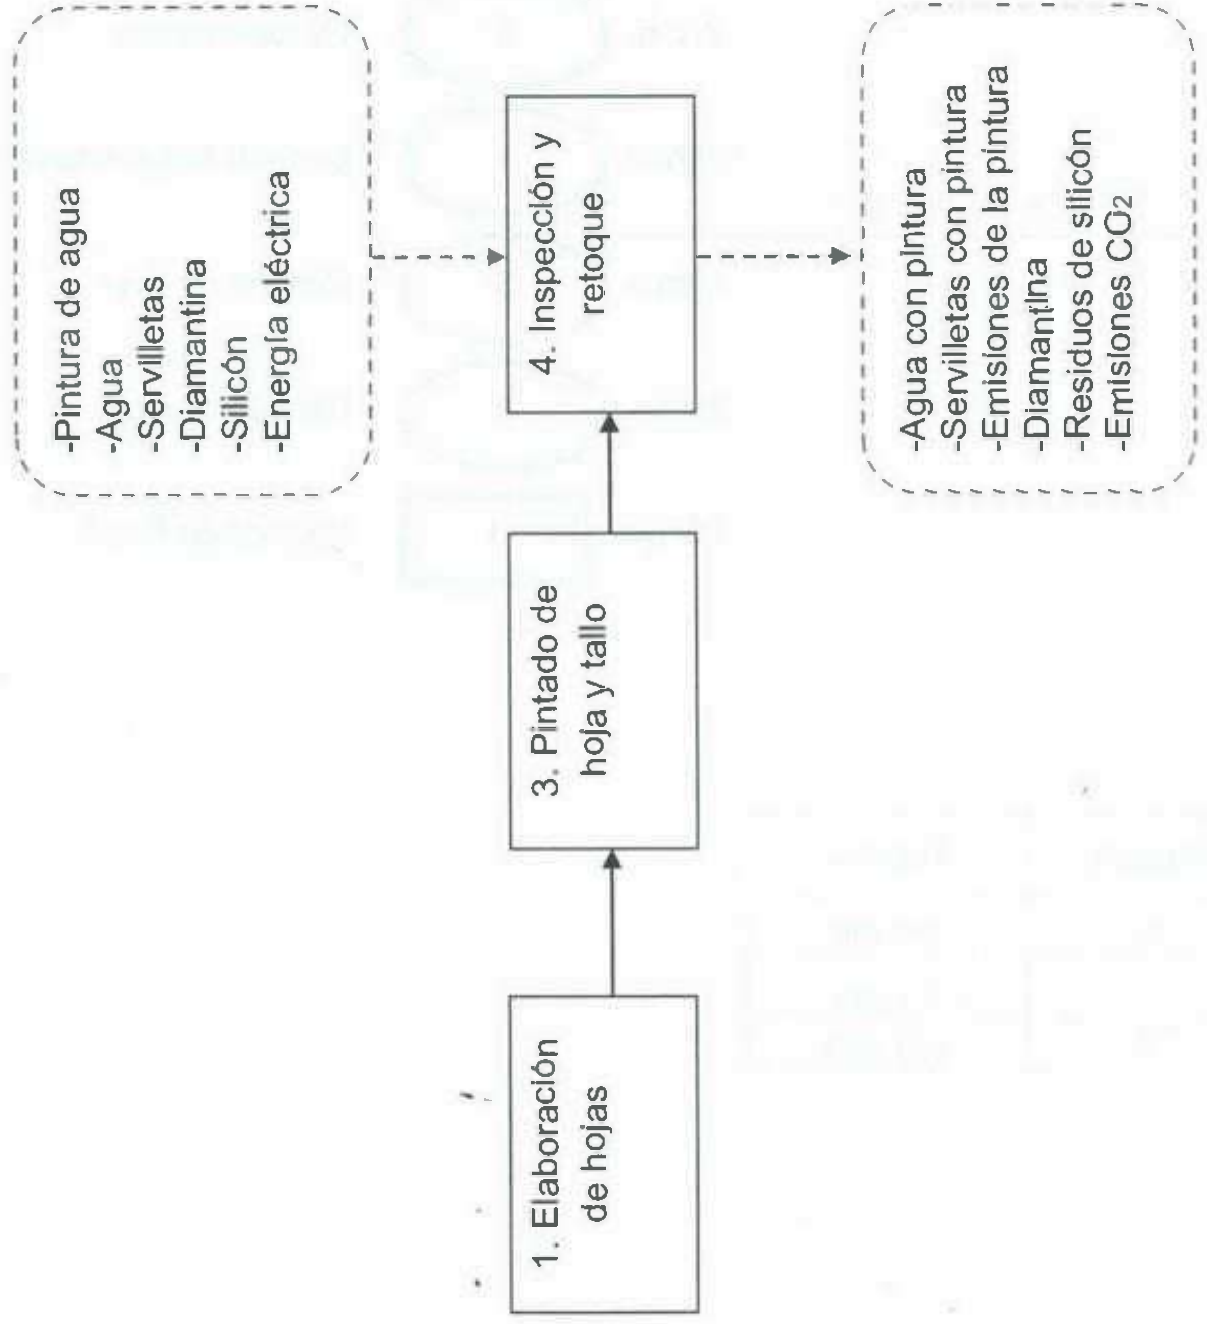 -Pintura de agua
-Agua
-Servilletas
-Diamantina
-Silicón
-Energía eléctrica
1. Elaboración
de hojas
3. Pintado de
hoja y tallo
4. Inspección y
retoque
-Agua con pintura
-Servilletas con pintura
-Emisiones de la pintura
-Diamantina
-Residuos de silicón
-Emisiones CO2